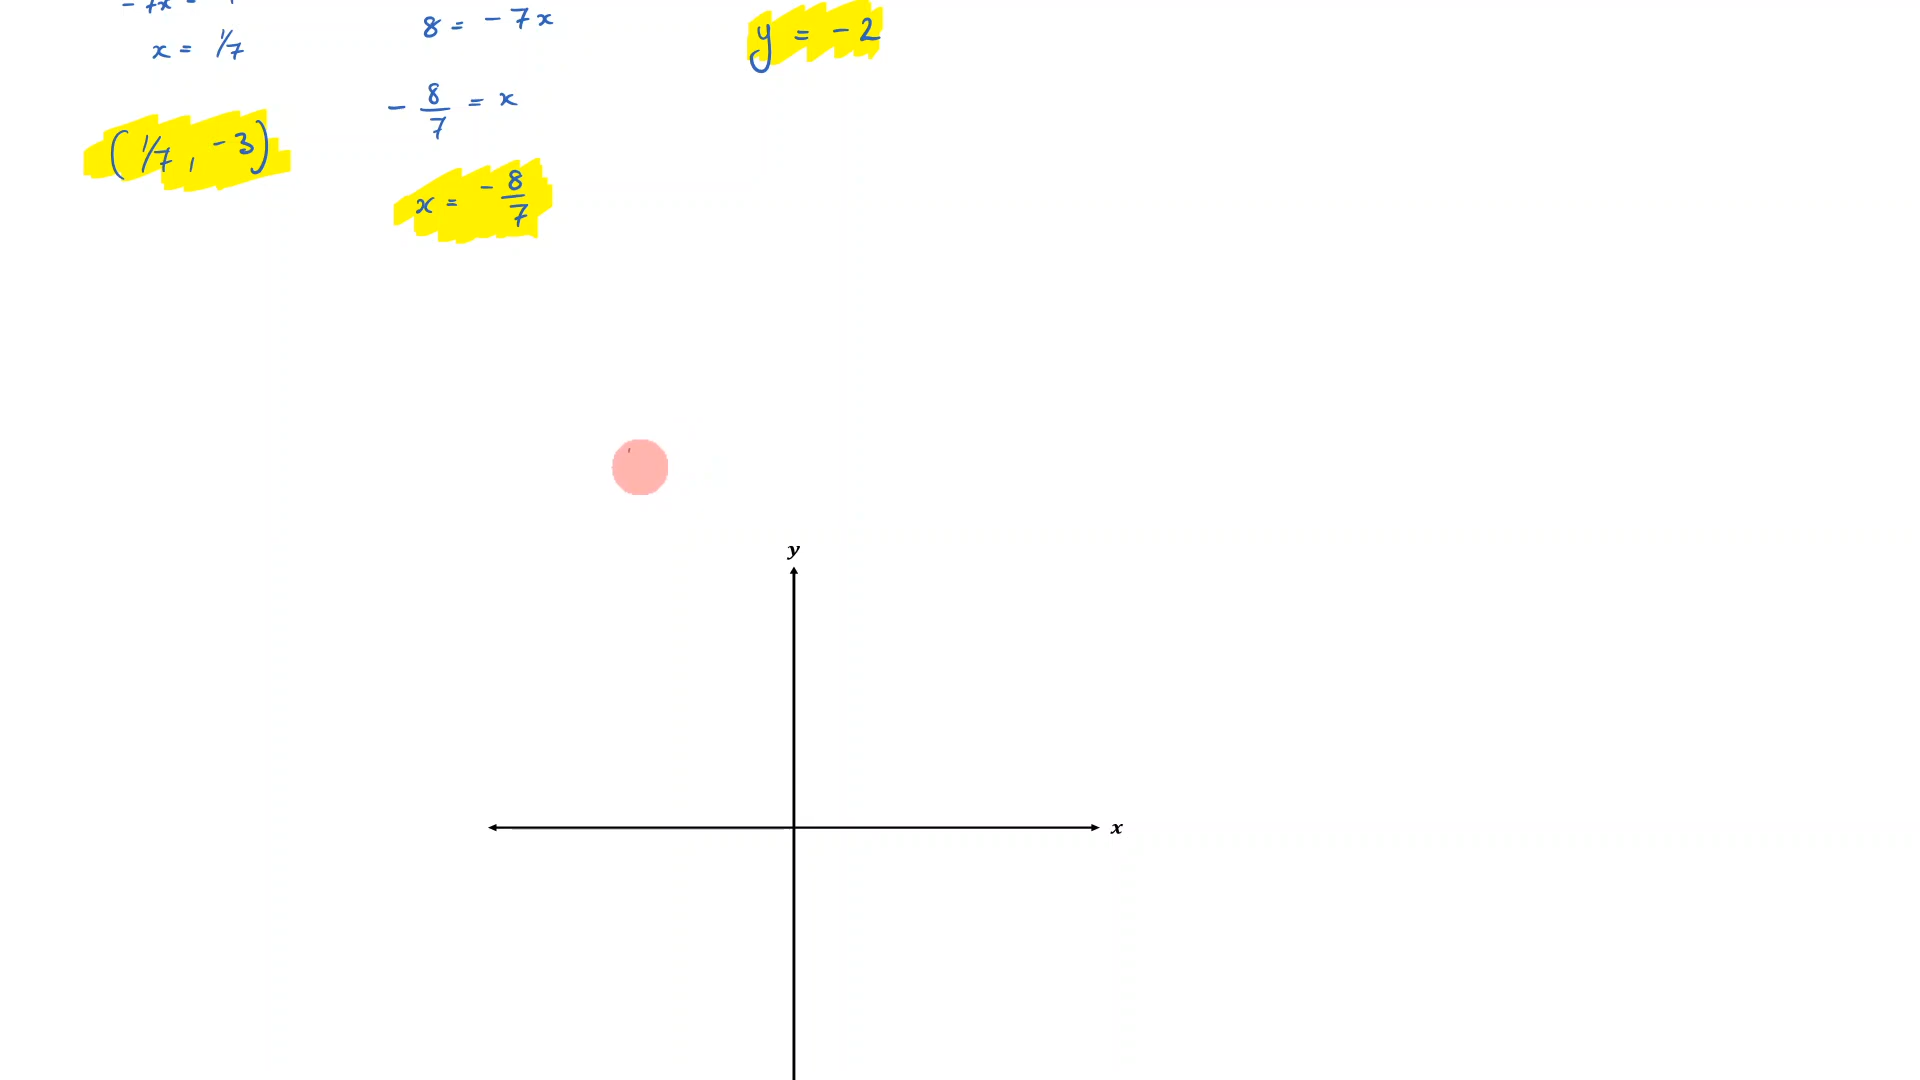 x = 1/7
(1/7, -3)
8 = -7x
-8/7 = x
x = -8/7
y = -2
y
x